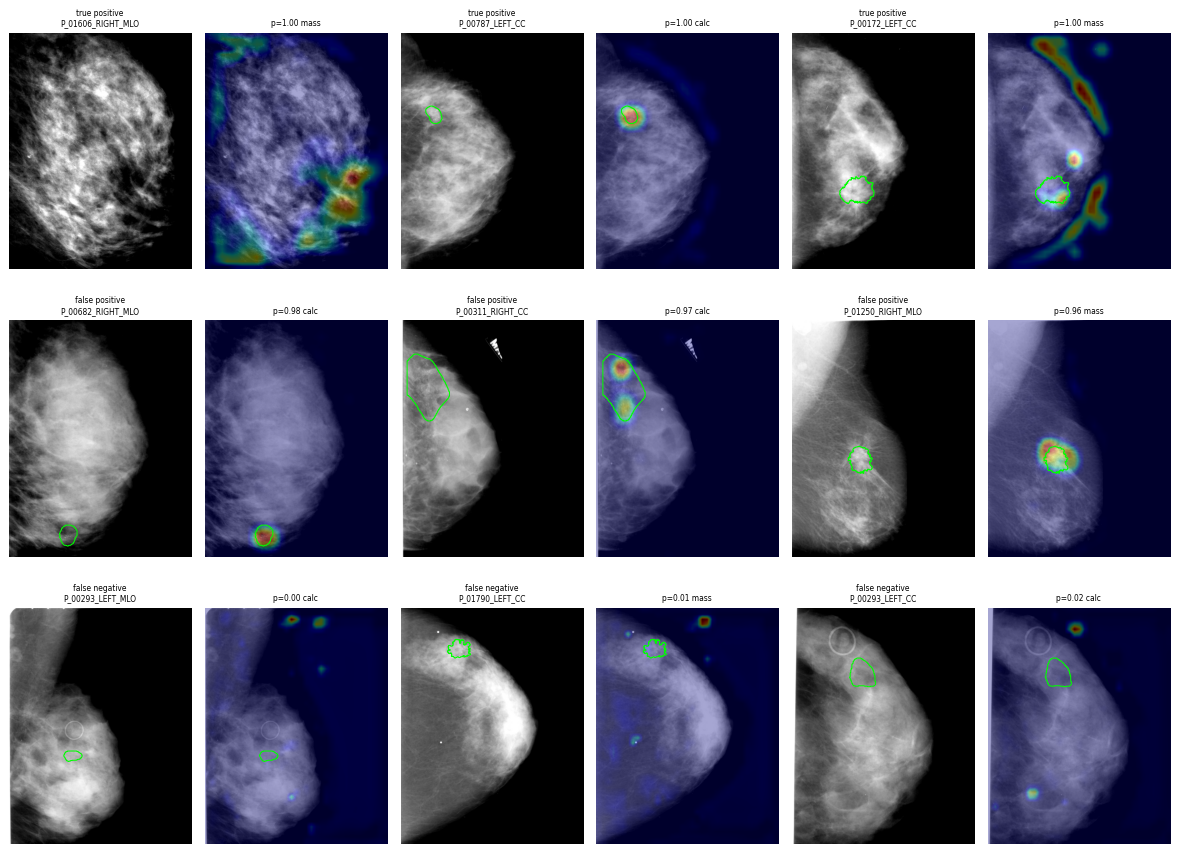 true positive
P_01606_RIGHT_MLO
p=1.00 mass
true positive
P_00787_LEFT_CC
p=1.00 calc
true positive
P_00172_LEFT_CC
p=1.00 mass
false positive
P_00682_RIGHT_MLO
p=0.98 calc
false positive
P_00311_RIGHT_CC
p=0.97 calc
false positive
P_01250_RIGHT_MLO
p=0.96 mass
false negative
P_00293_LEFT_MLO
p=0.00 calc
false negative
P_01790_LEFT_CC
p=0.01 mass
false negative
P_00293_LEFT_CC
p=0.02 calc